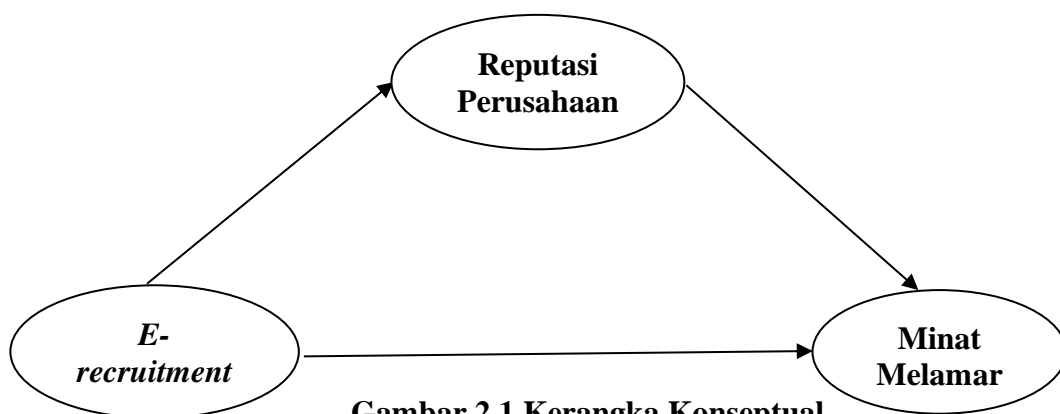 Reputasi
Perusahaan
E-
recruitment
Minat
Melamar
Gambar 2.1 Kerangka Konseptual